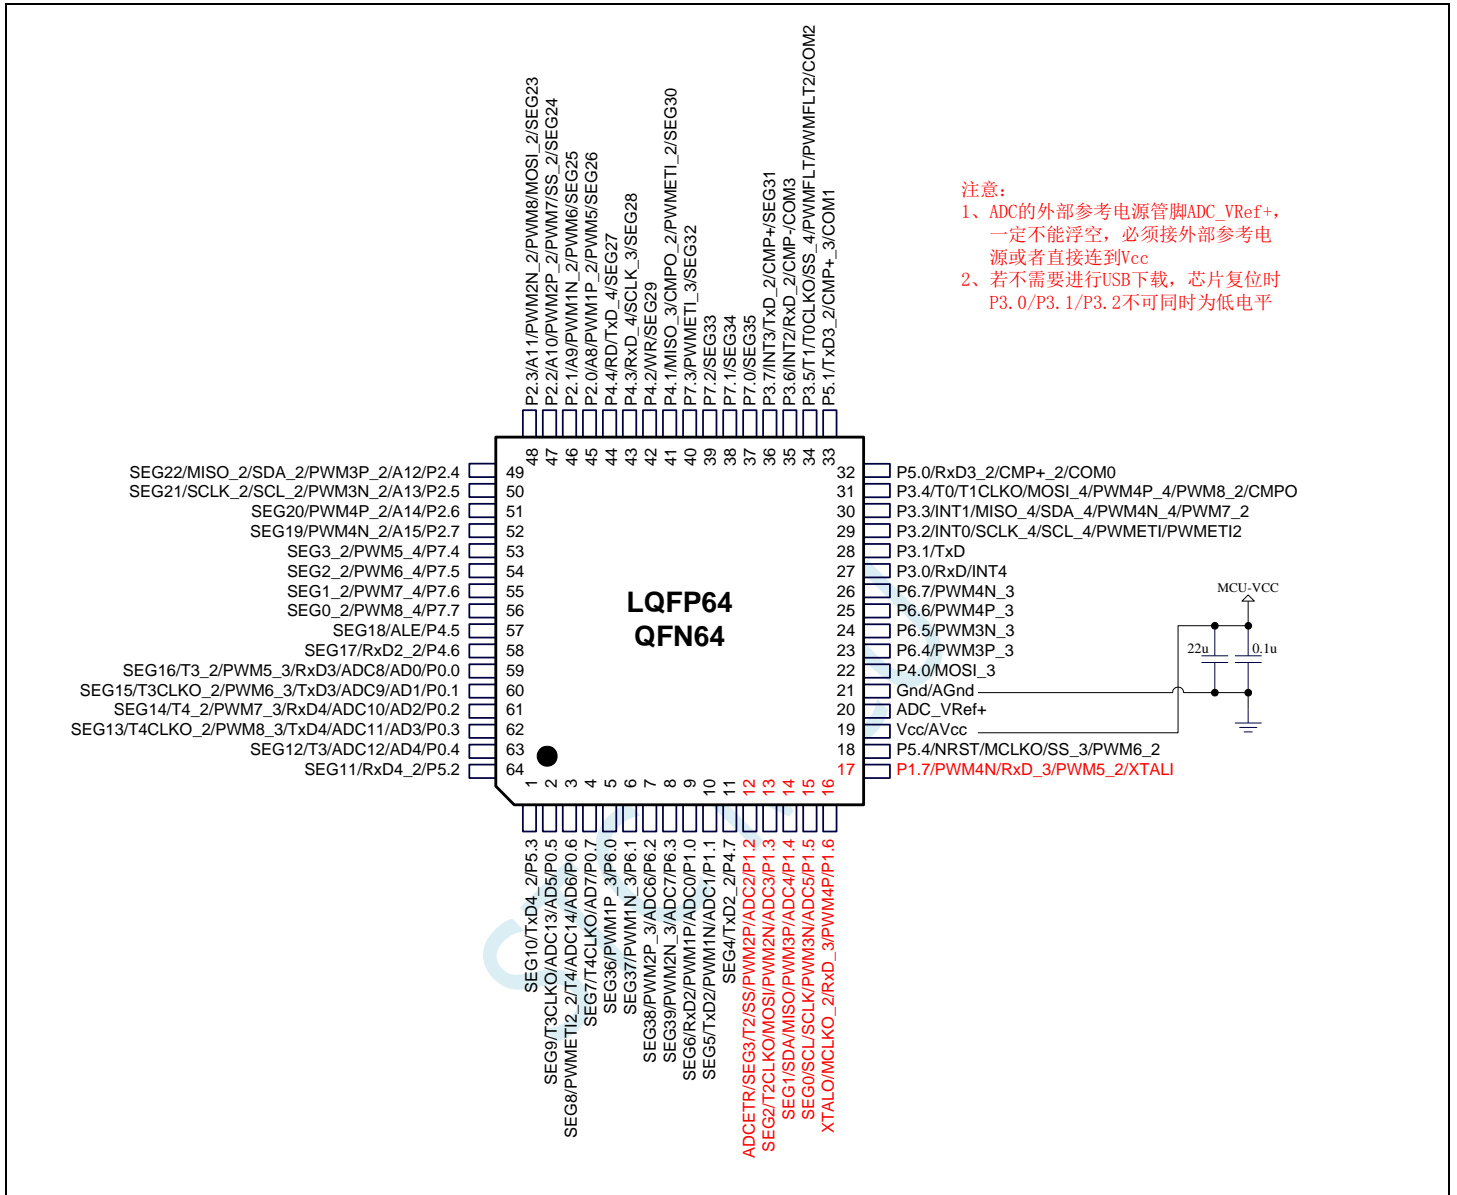 P2.3/A11/PWM2N_2/PWM8/MOSI_2/SEG23
P2.2/A10/PWM2P_2/PWM7/SS_2/SEG24
P2.1/A9/PWM1N_2/PWM6/SEG25
P2.0/A8/PWM1P_2/PWM5/SEG26
P4.4/RD/TxD_4/SEG27
P4.3/RxD_4/SCLK_3/SEG28
P4.2/WR/SEG29
P4.1/MISO_3/CMPO_2/PWMETI_2/SEG30
P7.3/PWMETI_3/SEG32
P7.2/SEG33
P7.1/SEG34
P7.0/SEG35
P3.7/INT3/TxD_2/CMP+/SEG31
P3.6/INT2/RxD_2/CMP-/COM3
P3.5/T1/T0CLKO/SS_4/PWMFLT/PWMFLT2/COM2
P5.1/TxD3_2/CMP+_3/COM1
注意:
1、ADC的外部参考电源管脚ADC_VRef+,
一定不能浮空，必须接外部参考电
源或者直接连到Vcc
2、若不需要进行USB下载，芯片复位时
P3.0/P3.1/P3.2不可同时为低电平
48 47 46 45 44 43 42 41 40 39 38 37 36 35 34 33
SEG22/MISO_2/SDA_2/PWM3P_2/A12/P2.4 49
SEG21/SCLK_2/SCL_2/PWM3N_2/A13/P2.5 50
SEG20/PWM4P_2/A14/P2.6 51
SEG19/PWM4N_2/A15/P2.7 52
SEG3_2/PWM5_4/P7.4 53
SEG2_2/PWM6_4/P7.5 54
SEG1_2/PWM7_4/P7.6 55
SEG0_2/PWM8_4/P7.7 56
SEG18/ALE/P4.5 57
SEG17/RxD2_2/P4.6 58
SEG16/T3_2/PWM5_3/RxD3/ADC8/AD0/P0.0 59
SEG15/T3CLKO_2/PWM6_3/TxD3/ADC9/AD1/P0.1 60
SEG14/T4_2/PWM7_3/RxD4/ADC10/AD2/P0.2 61
SEG13/T4CLKO_2/PWM8_3/TxD4/ADC11/AD3/P0.3 62
SEG12/T3/ADC12/AD4/P0.4 63
SEG11/RxD4_2/P5.2 64
LQFP64
QFN64
32 P5.0/RxD3_2/CMP+_2/COM0
31 P3.4/T0/T1CLKO/MOSI_4/PWM4P_4/PWM8_2/CMPO
30 P3.3/INT1/MISO_4/SDA_4/PWM4N_4/PWM7_2
29 P3.2/INT0/SCLK_4/SCL_4/PWMETI/PWMETI2
28 P3.1/TxD
27 P3.0/RxD/INT4
26 P6.7/PWM4N_3
25 P6.6/PWM4P_3
24 P6.5/PWM3N_3
23 P6.4/PWM3P_3
22 P4.0/MOSI_3
21 Gnd/AGnd
20 ADC_VRef+
19 Vcc/AVcc
18 P5.4/NRST/MCLKO/SS_3/PWM6_2
17 P1.7/PWM4N/RxD_3/PWM5_2/XTALI
MCU-VCC
22u 0.1u
1 2 3 4 5 6 7 8 9 10 11 12 13 14 15 16
SEG10/TxD4_2/P5.3
SEG9/T3CLKO/ADC13/AD5/P0.5
SEG8/PWMETI2_2/T4/ADC14/AD6/P0.6
SEG7/T4CLKO/AD7/P0.7
SEG36/PWM1P_3/P6.0
SEG37/PWM1N_3/P6.1
SEG38/PWM2P_3/ADC6/P6.2
SEG39/PWM2N_3/ADC7/P6.3
SEG6/RxD2/PWM1P/ADC0/P1.0
SEG5/TxD2/PWM1N/ADC1/P1.1
SEG4/TxD2_2/P4.7
ADCETR/SEG3/T2/SS/PWM2P/ADC2/P1.2
SEG2/T2CLKO/MOSI/PWM2N/ADC3/P1.3
SEG1/SDA/MISO/PWM3P/ADC4/P1.4
SEG0/SCL/SCLK/PWM3N/ADC5/P1.5
XTALO/MCLKO_2/RxD_3/PWM4P/P1.6